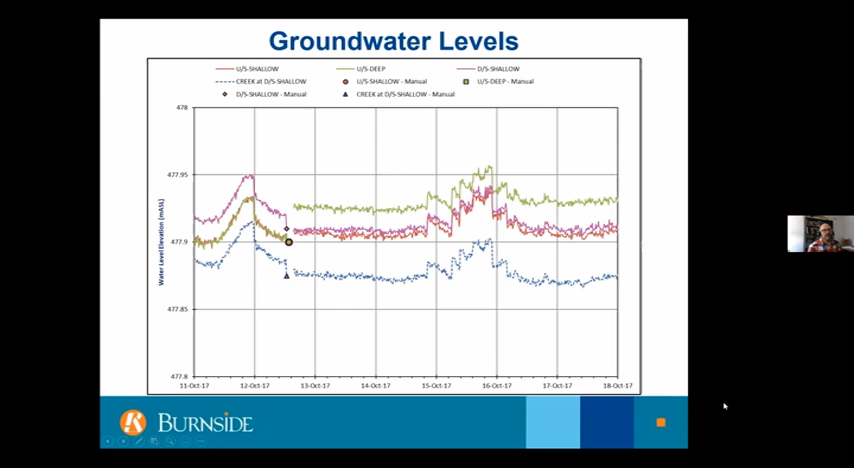 Groundwater Levels
U/S-SHALLOW U/S-DEEP D/S-SHALLOW
CREEK at D/S-SHALLOW U/S-SHALLOW - Manual U/S-DEEP - Manual
D/S-SHALLOW - Manual CREEK at D/S-SHALLOW - Manual
478
477.95
477.9
477.85
477.8
Water Level Elevation (mASL)
11-Oct-17 12-Oct-17 13-Oct-17 14-Oct-17 15-Oct-17 16-Oct-17 17-Oct-17 18-Oct-17
BURNSIDE